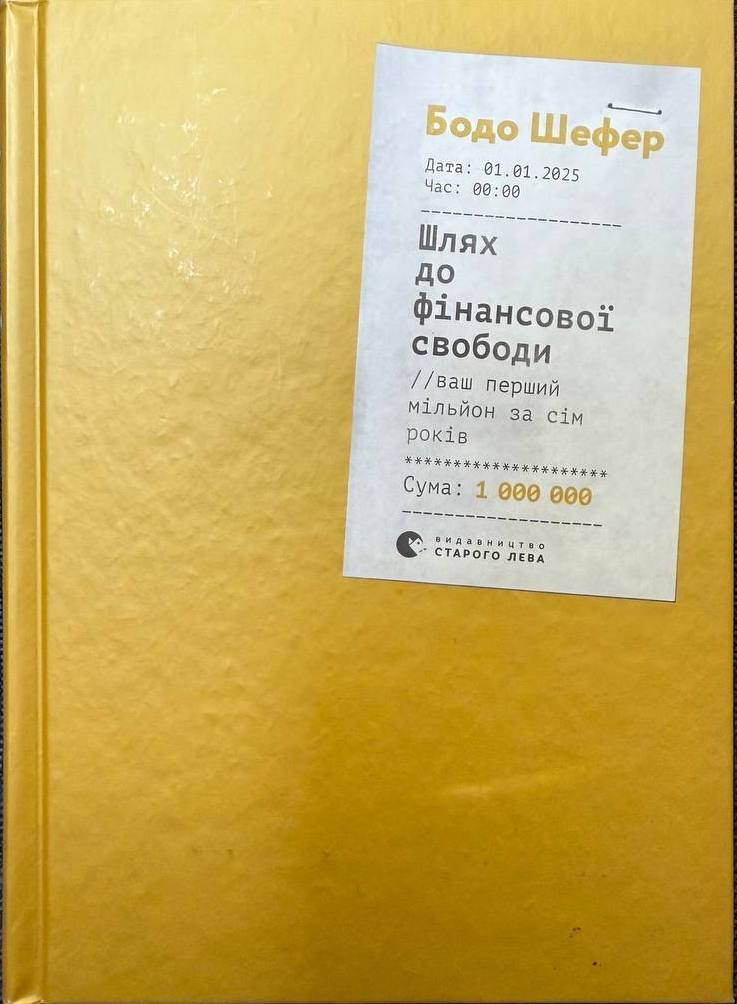 Бодо Шефер
Дата: 01.01.2025
Час: 00:00
-------------------
Шлях
до
фінансової
свободи
//ваш перший
мільйон за сім
років
*********************
Сума: 1 000 000
-------------------
видавництво
СТАРОГО ЛЕВА